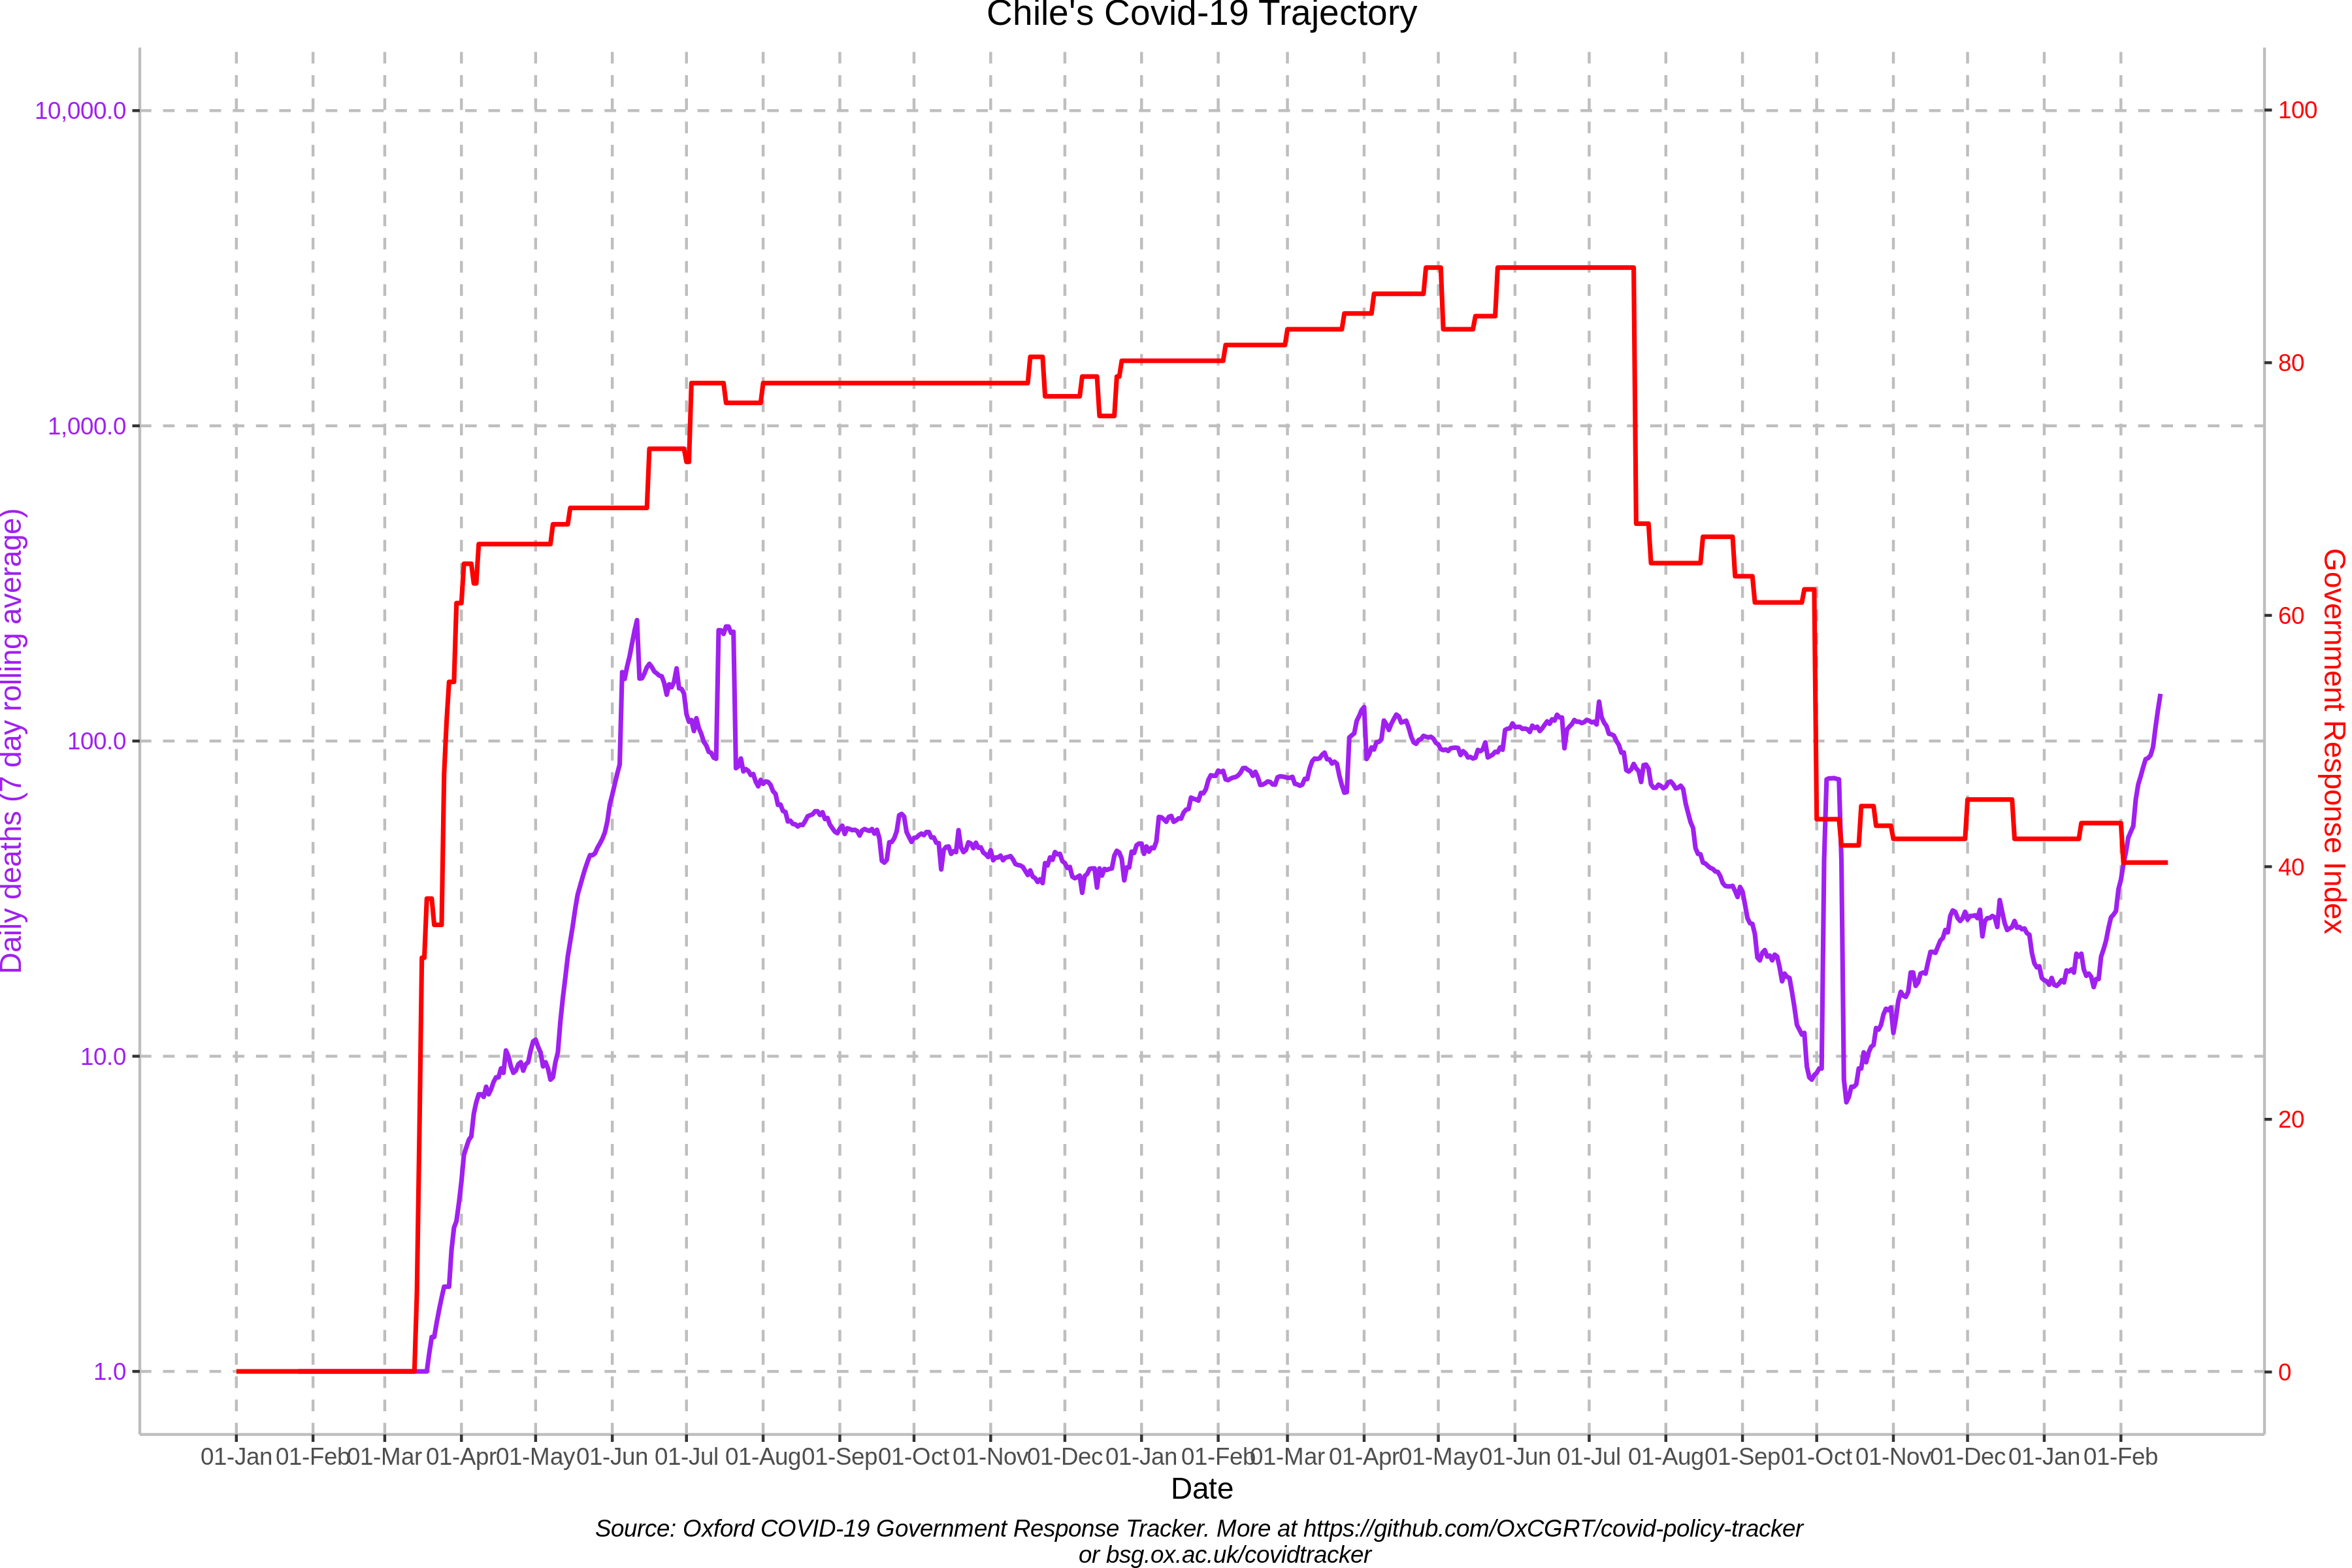 Chile's Covid-19 Trajectory
10,000.0
1,000.0
100.0
10.0
1.0
Daily deaths (7 day rolling average)
100
80
60
40
20
0
Government Response Index
01-Jan 01-Feb 01-Mar 01-Apr 01-May 01-Jun 01-Jul 01-Aug 01-Sep 01-Oct 01-Nov 01-Dec 01-Jan 01-Feb 01-Mar 01-Apr 01-May 01-Jun 01-Jul 01-Aug 01-Sep 01-Oct 01-Nov 01-Dec 01-Jan 01-Feb
Date
Source: Oxford COVID-19 Government Response Tracker. More at https://github.com/OxCGRT/covid-policy-tracker
or bsg.ox.ac.uk/covidtracker